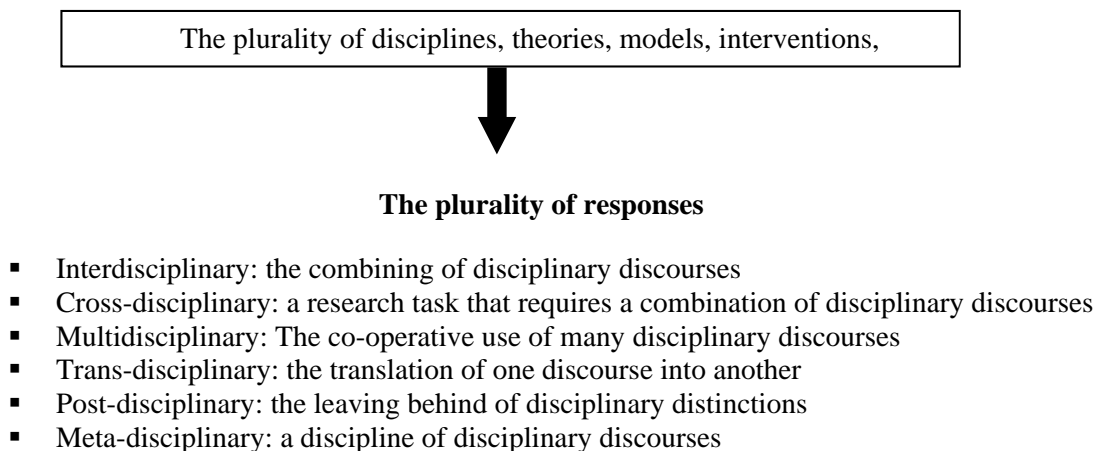 The plurality of disciplines, theories, models, interventions,
The plurality of responses
▪ Interdisciplinary: the combining of disciplinary discourses
▪ Cross-disciplinary: a research task that requires a combination of disciplinary discourses
▪ Multidisciplinary: The co-operative use of many disciplinary discourses
▪ Trans-disciplinary: the translation of one discourse into another
▪ Post-disciplinary: the leaving behind of disciplinary distinctions
▪ Meta-disciplinary: a discipline of disciplinary discourses